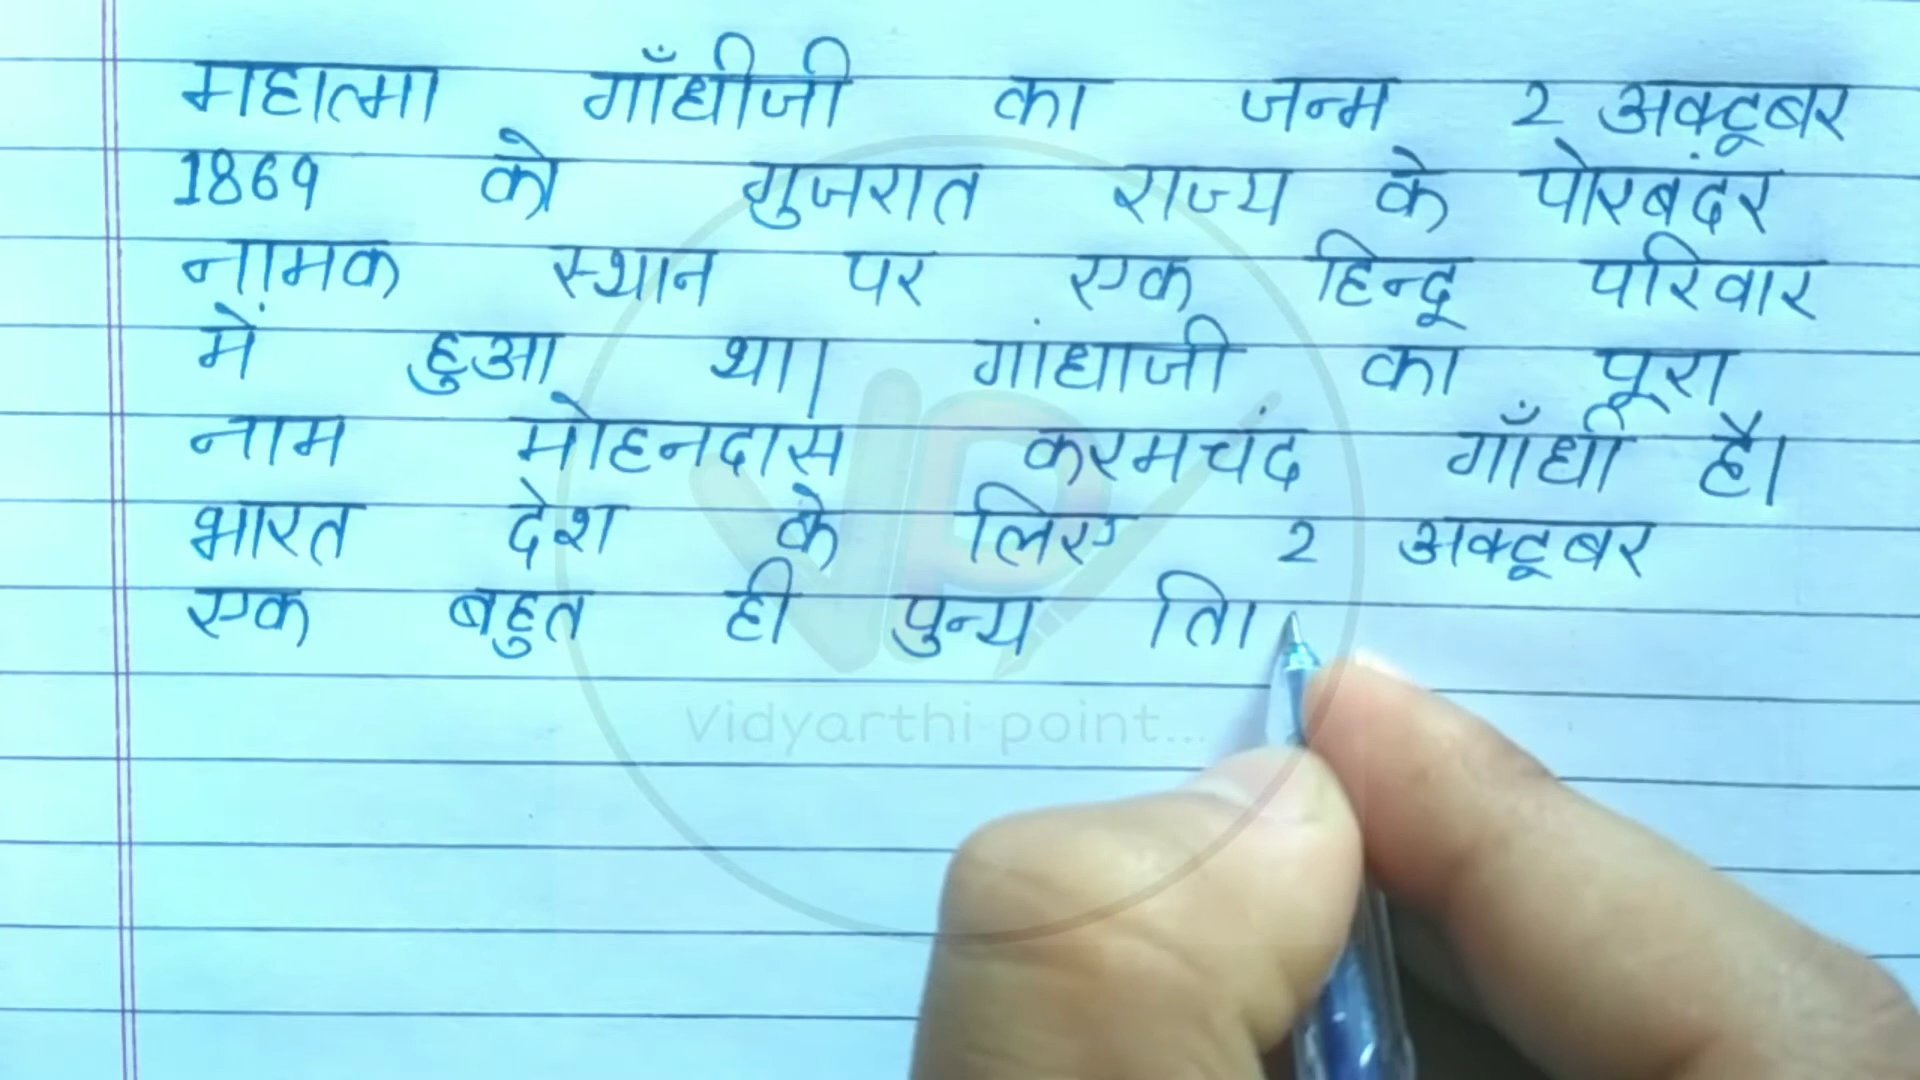 महात्मा गाँधीजी का जन्म 2 अक्टूबर
1869 को गुजरात राज्य के पोरबंदर
नामक स्थान पर एक हिन्दू परिवार
में हुआ था। गांधाजी का पूरा
नाम मोहनदास करमचंद गाँधी है।
भारत देश के लिए 2 अक्टूबर
एक बहुत ही पुन्य
Vidyarthi point...